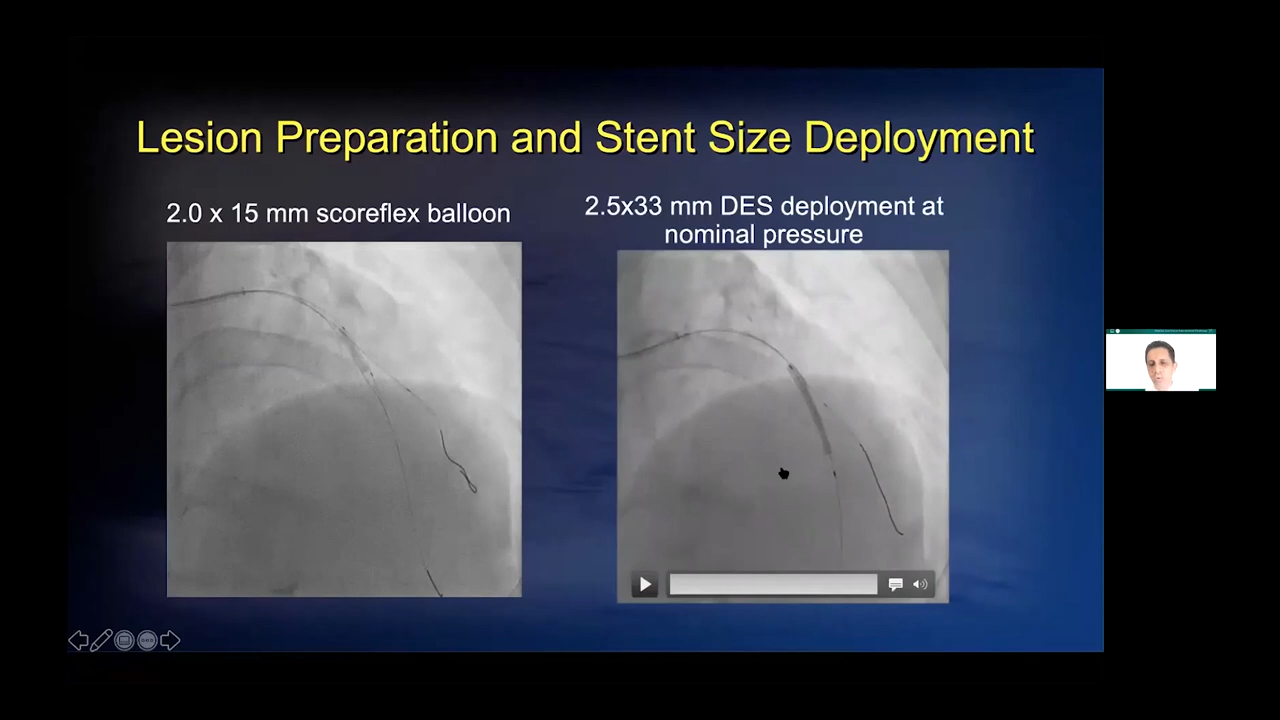 Lesion Preparation and Stent Size Deployment
2.0 x 15 mm scoreflex balloon
2.5x33 mm DES deployment at
nominal pressure